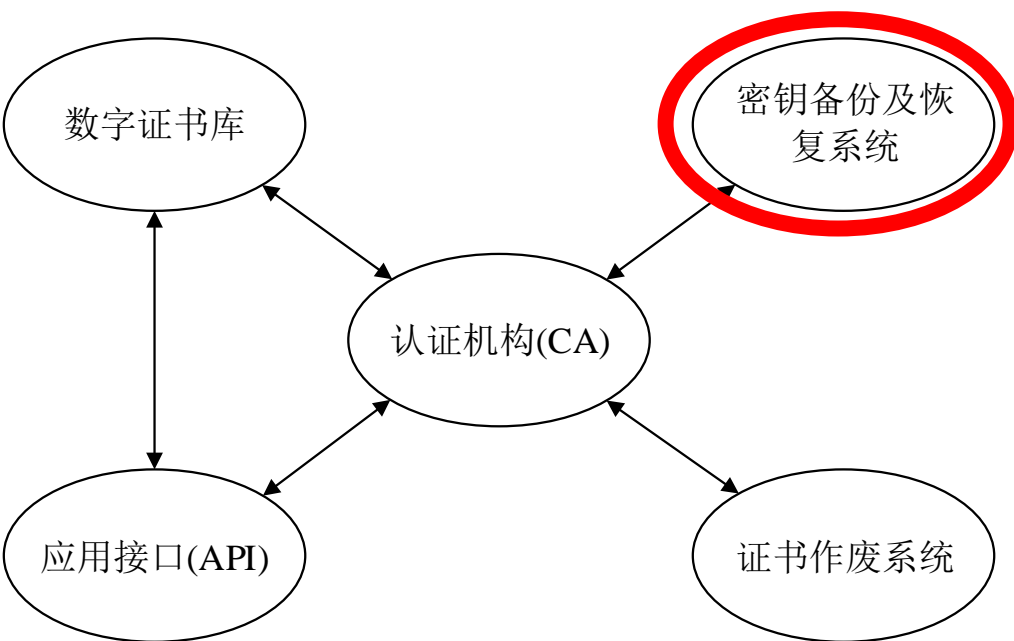 数字证书库
密钥备份及恢
复系统
认证机构(CA)
应用接口(API)
证书作废系统